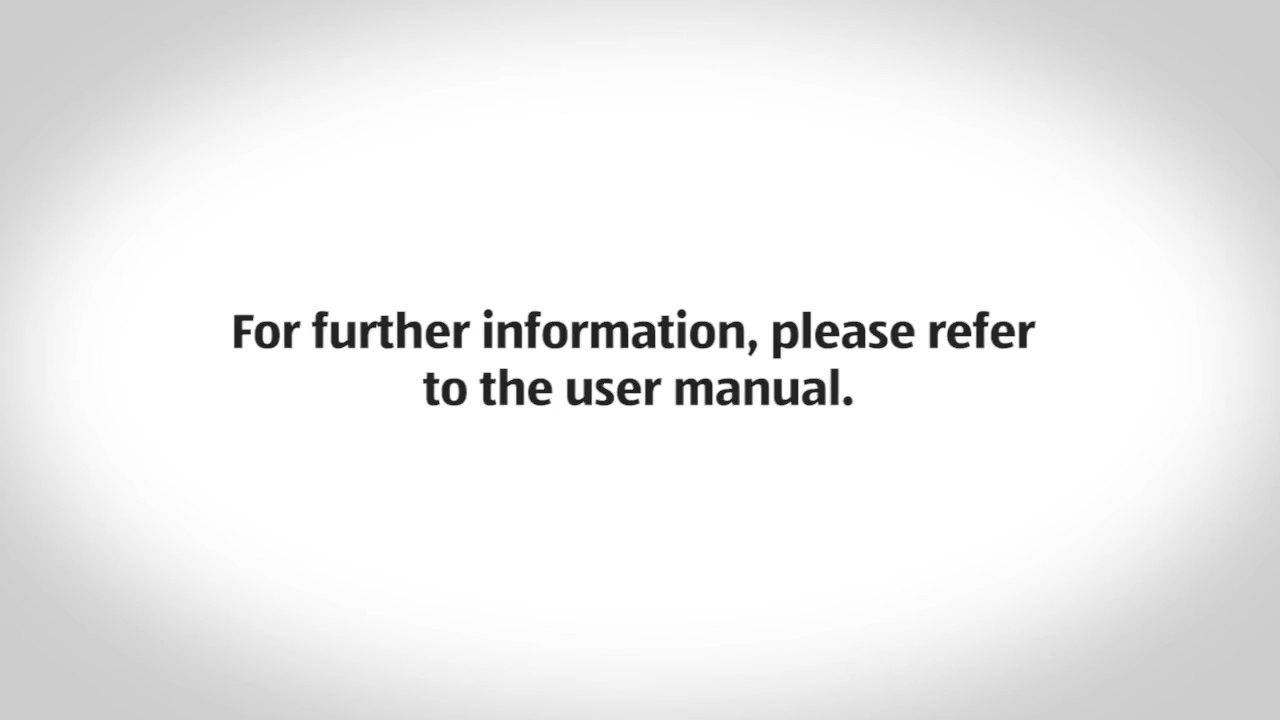 For further information, please refer
to the user manual.